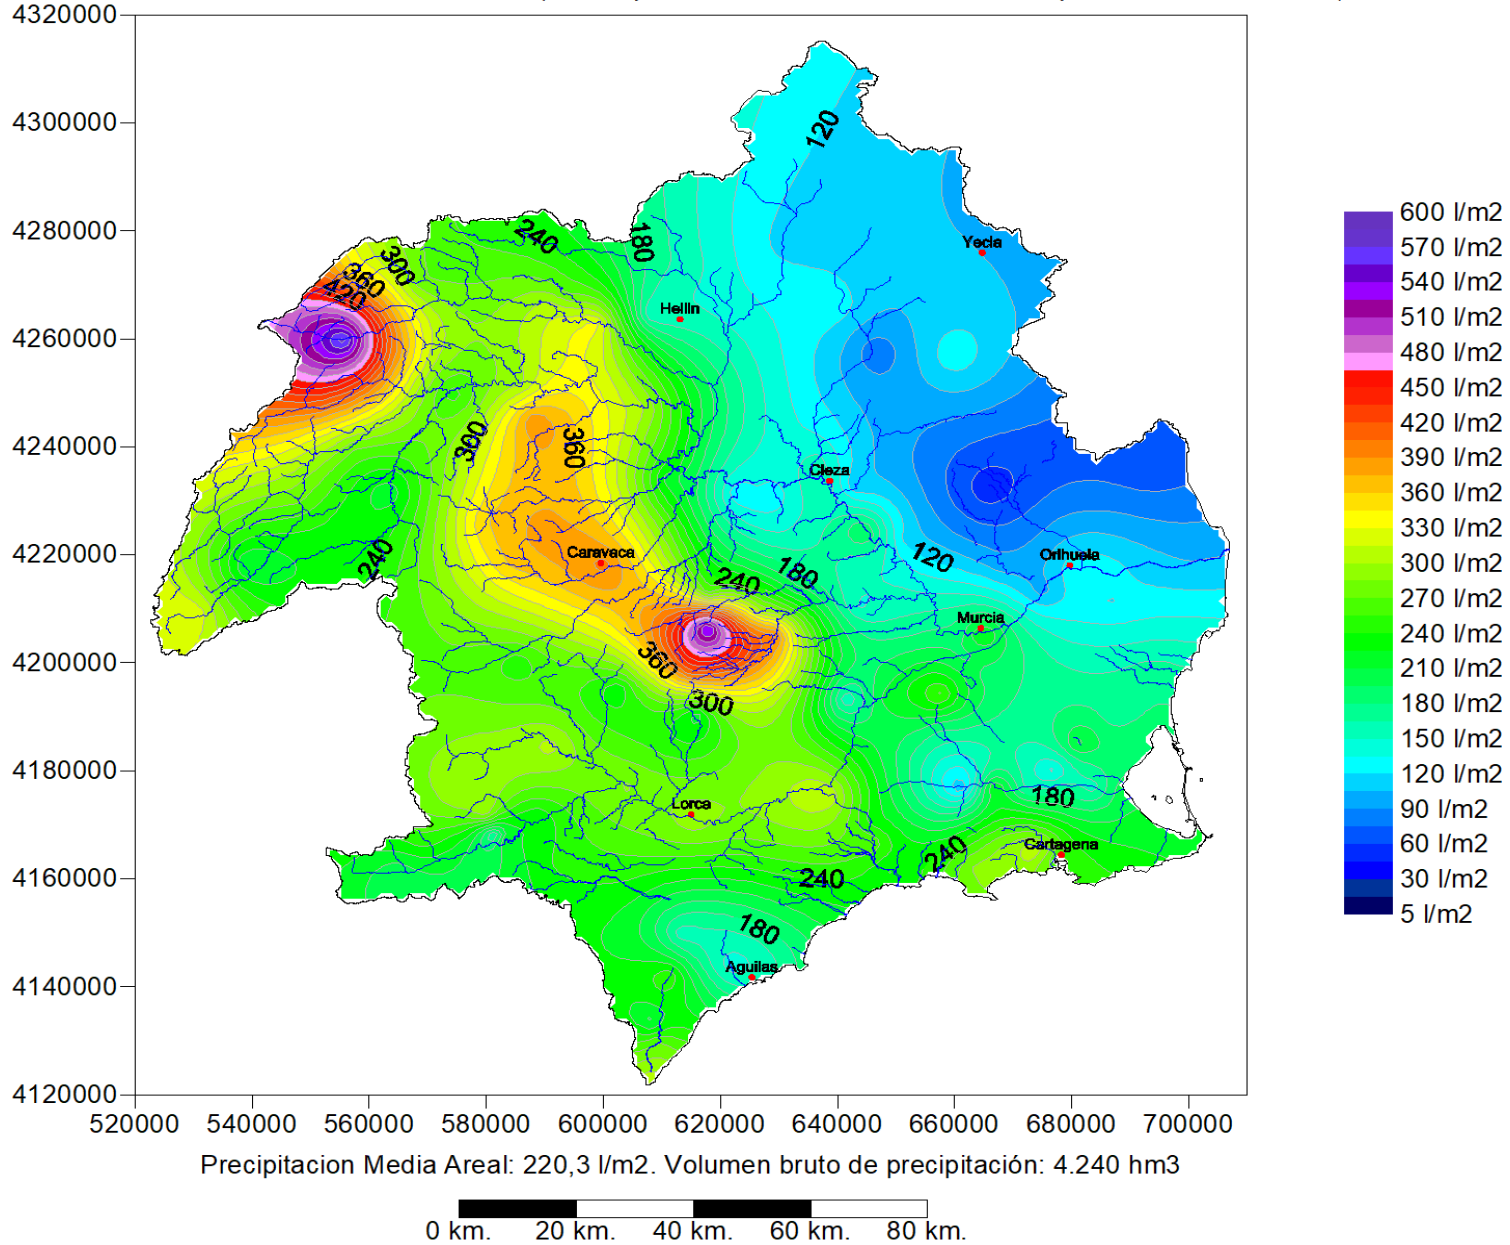 4320000
4300000
4280000
4260000
4240000
4220000
4200000
4180000
4160000
4140000
4120000
520000 540000 560000 580000 600000 620000 640000 660000 680000 700000
120
240
180
300
360
420
Yecla
Hellin
300
360
Cieza
240
Caravaca
240
180
120
Orihuela
Murcia
360
300
Lorca
180
240
Cartagena
240
180
Aguilas
600 l/m2
570 l/m2
540 l/m2
510 l/m2
480 l/m2
450 l/m2
420 l/m2
390 l/m2
360 l/m2
330 l/m2
300 l/m2
270 l/m2
240 l/m2
210 l/m2
180 l/m2
150 l/m2
120 l/m2
90 l/m2
60 l/m2
30 l/m2
5 l/m2
Precipitacion Media Areal: 220,3 l/m2. Volumen bruto de precipitación: 4.240 hm3
0 km. 20 km. 40 km. 60 km. 80 km.